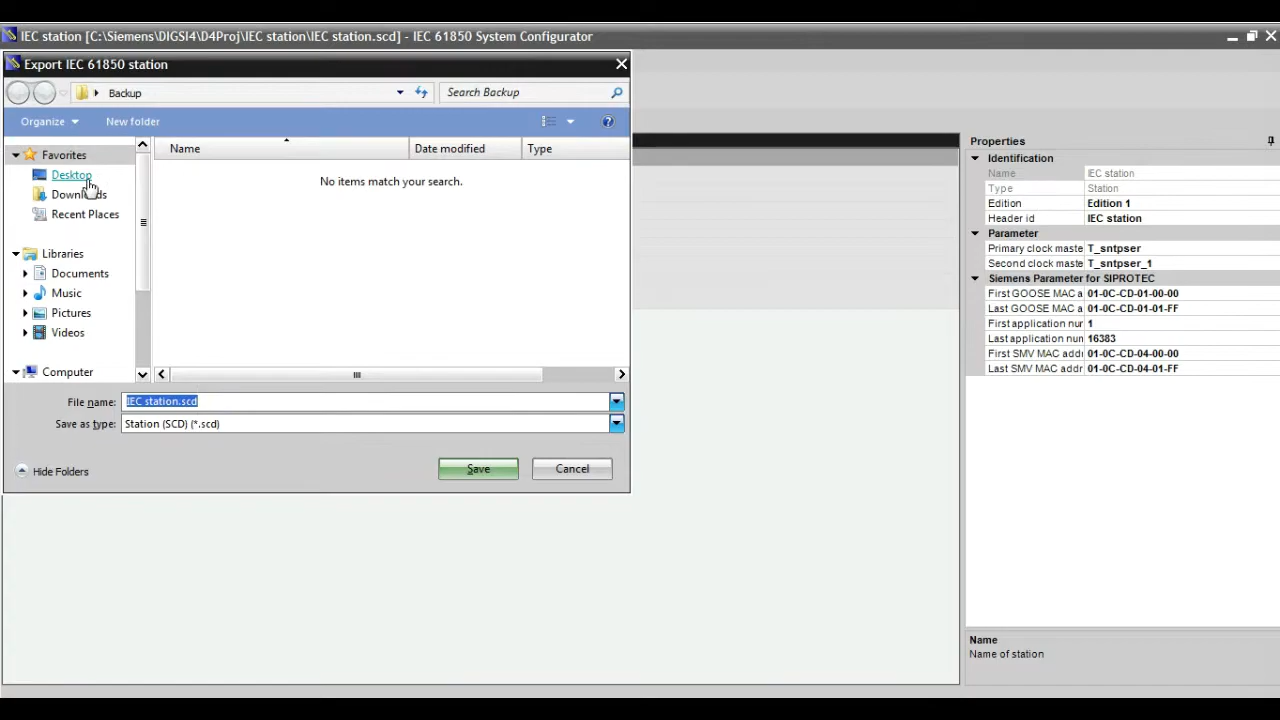 IEC station [C:\Siemens\DIGSI4\D4Proj\IEC station\IEC station.scd] - IEC 61850 System Configurator
Export IEC 61850 station
Backup
Search Backup
Organize
New folder
Favorites
Desktop
Downloads
Recent Places
Libraries
Documents
Music
Pictures
Videos
Computer
Name
Date modified
Type
No items match your search.
File name:
IEC station.scd
Save as type:
Station (SCD) (*.scd)
Hide Folders
Save
Cancel
Properties
Identification
Name IEC station
Type Station
Edition Edition 1
Header id IEC station
Parameter
Primary clock maste T_sntpser
Second clock maste T_sntpser_1
Siemens Parameter for SIPROTEC
First GOOSE MAC a 01-0C-CD-01-00-00
Last GOOSE MAC a 01-0C-CD-01-01-FF
First application nur 1
Last application nun 16383
First SMV MAC addr 01-0C-CD-04-00-00
Last SMV MAC addr 01-0C-CD-04-01-FF
Name
Name of station